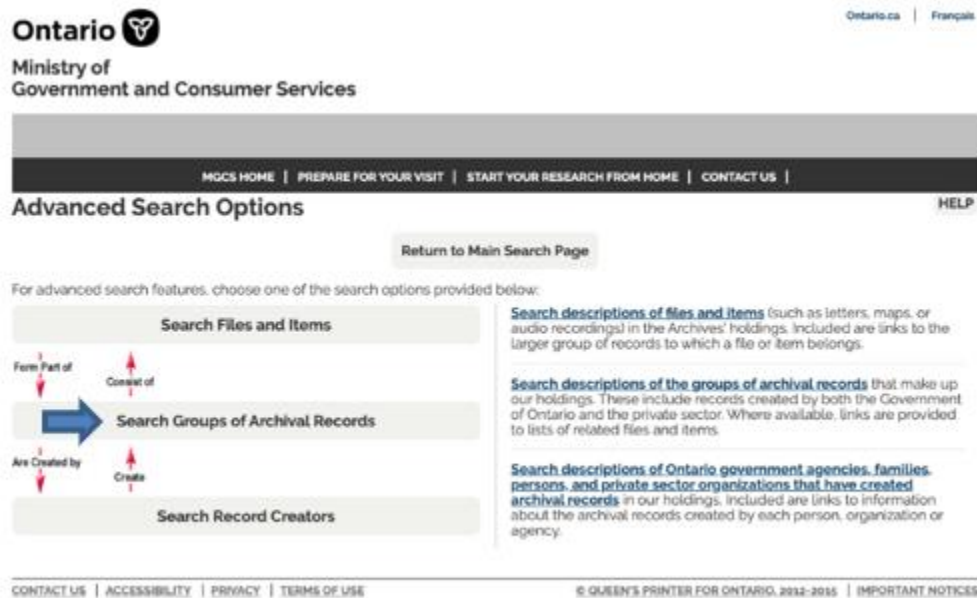 Ontario
Ontario.ca | Français
Ministry of
Government and Consumer Services
MGCS HOME | PREPARE FOR YOUR VISIT | START YOUR RESEARCH FROM HOME | CONTACT US |
Advanced Search Options
HELP
Return to Main Search Page
For advanced search features, choose one of the search options provided below:
Search Files and Items
Search descriptions of files and items (such as letters, maps, or
audio recordings) in the Archives' holdings. Included are links to the
larger group of records to which a file or item belongs.
Form Part of
Consist of
Search Groups of Archival Records
Search descriptions of the groups of archival records that make up
our holdings. These include records created by both the Government
of Ontario and the private sector. Where available, links are provided
to lists of related files and items.
Are Created by
Create
Search Record Creators
Search descriptions of Ontario government agencies, families,
persons, and private sector organizations that have created
archival records in our holdings. Included are links to information
about the archival records created by each person, organization or
agency.
CONTACT US | ACCESSIBILITY | PRIVACY | TERMS OF USE
© QUEEN'S PRINTER FOR ONTARIO, 2012-2015 | IMPORTANT NOTICES